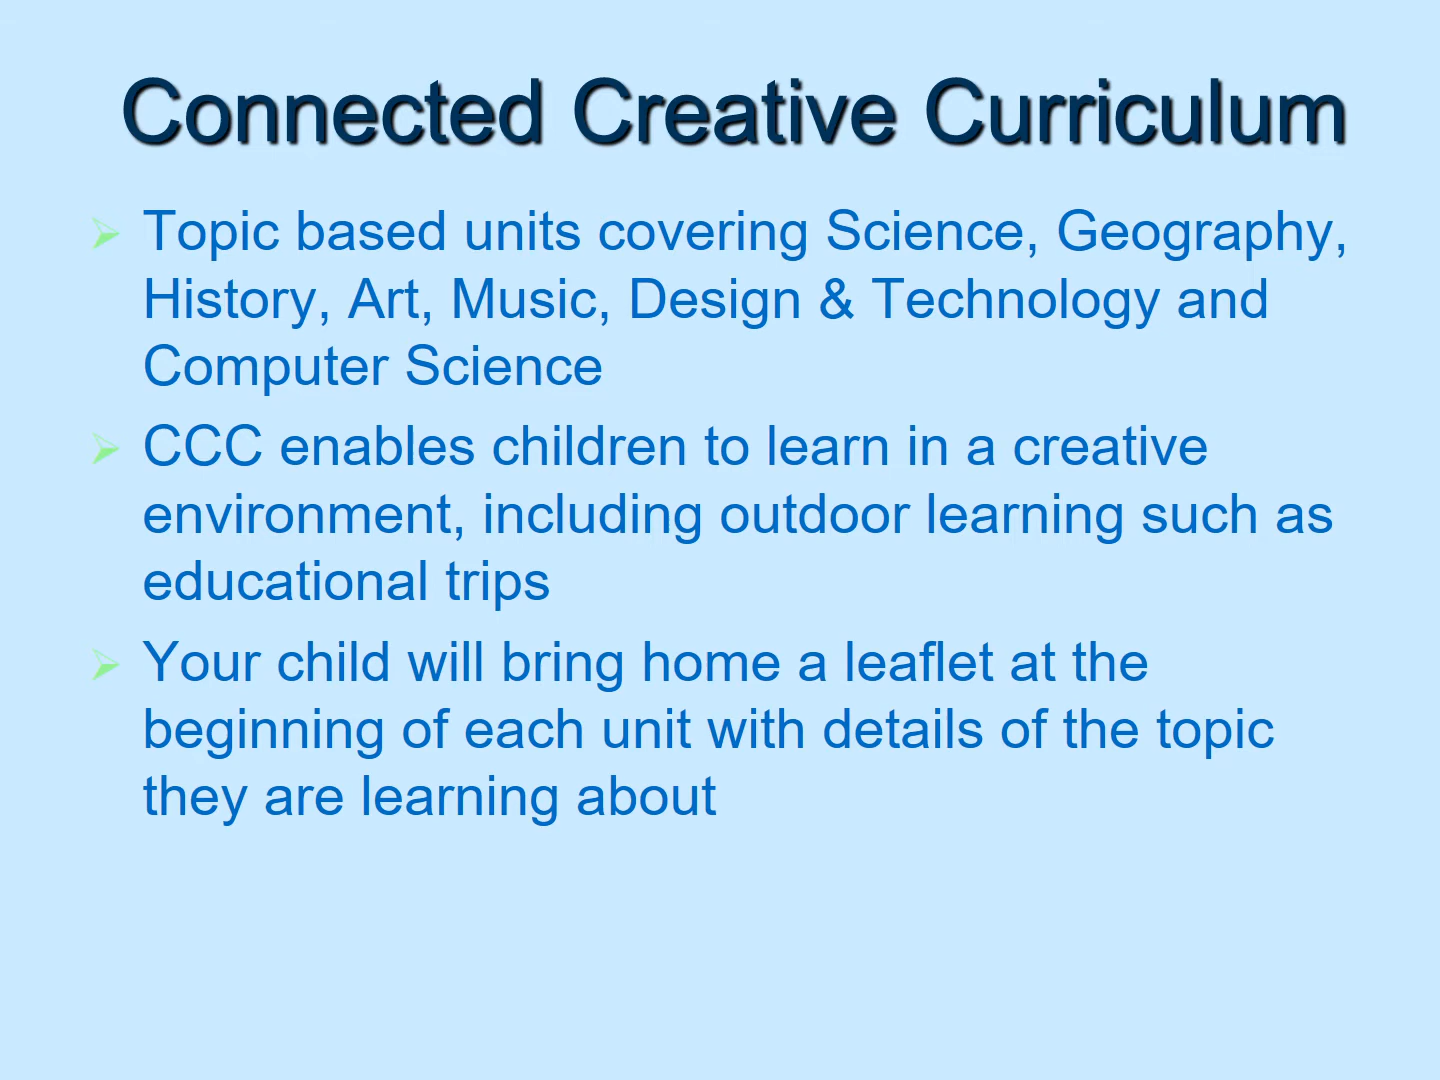 Connected Creative Curriculum
Topic based units covering Science, Geography,
History, Art, Music, Design & Technology and
Computer Science
CCC enables children to learn in a creative
environment, including outdoor learning such as
educational trips
Your child will bring home a leaflet at the
beginning of each unit with details of the topic
they are learning about